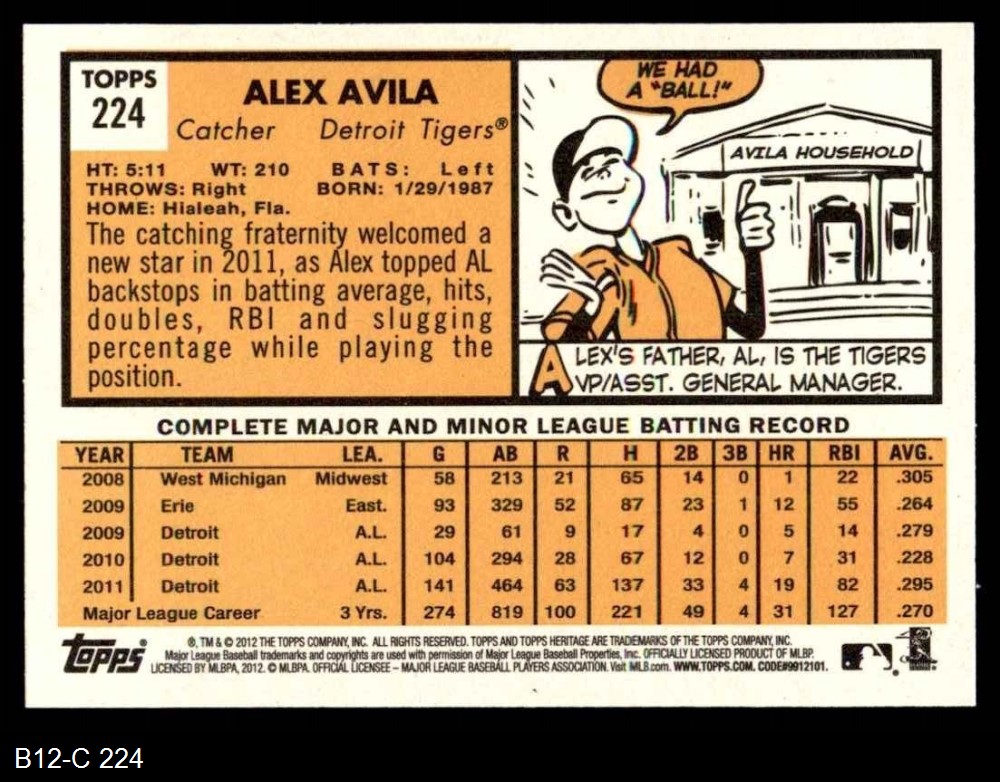 TOPPS
224
ALEX AVILA
Catcher Detroit Tigers®
HT: 5:11 WT: 210 BATS: Left
THROWS: Right BORN: 1/29/1987
HOME: Hialeah, Fla.
The catching fraternity welcomed a
new star in 2011, as Alex topped AL
backstops in batting average, hits,
doubles, RBI and slugging
percentage while playing the
position.
WE HAD
A "BALL!"
AVILA HOUSEHOLD
ALEX'S FATHER, AL, IS THE TIGERS
VP/ASST. GENERAL MANAGER.
COMPLETE MAJOR AND MINOR LEAGUE BATTING RECORD
YEAR TEAM LEA. G AB R H 2B 3B HR RBI AVG.
2008 West Michigan Midwest 58 213 21 65 14 0 1 22 .305
2009 Erie East. 93 329 52 87 23 1 12 55 .264
2009 Detroit A.L. 29 61 9 17 4 0 5 14 .279
2010 Detroit A.L. 104 294 28 67 12 0 7 31 .228
2011 Detroit A.L. 141 464 63 137 33 4 19 82 .295
Major League Career 3 Yrs. 274 819 100 221 49 4 31 127 .270
Topps®
®, TM & © 2012 THE TOPPS COMPANY, INC. ALL RIGHTS RESERVED. TOPPS AND TOPPS HERITAGE ARE TRADEMARKS OF THE TOPPS COMPANY, INC.
Major League Baseball trademarks and copyrights are used with permission of Major League Baseball Properties, Inc. OFFICIALLY LICENSED PRODUCT OF MLBP.
LICENSED BY MLBPA, 2012. © MLBPA. OFFICIAL LICENSEE – MAJOR LEAGUE BASEBALL PLAYERS ASSOCIATION. Visit MLB.com. WWW.TOPPS.COM. CODE#9912101.
B12-C 224